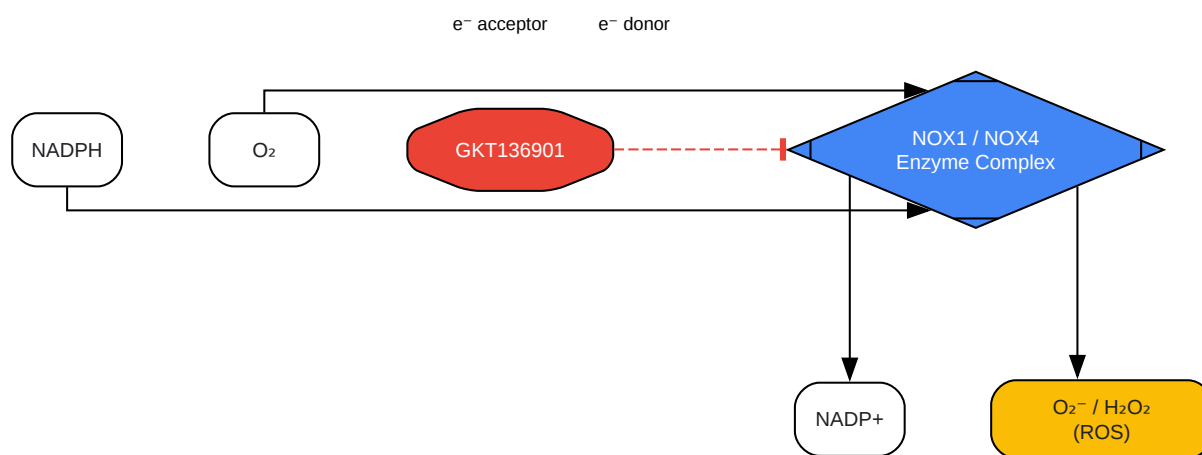 e⁻ acceptor
e⁻ donor
NADPH
O₂
GKT136901
NOX1 / NOX4
Enzyme Complex
NADP+
O₂⁻ / H₂O₂
(ROS)